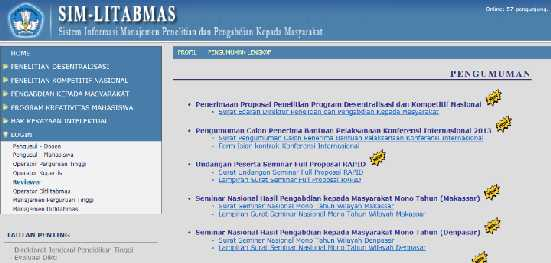 SIM-LITABMAS
Sistem Informasi Manajemen Penelitian dan Pengabdian Kepada Masyarakat
Online: 57 pengunjung.
HOME
PENELITIAN DESENTRALISASI
PENELITIAN KOMPETITIF NASIONAL
PENGABDIAN KEPADA MASYARAKAT
PROGRAM KREATIVITAS MAHASISWA
HAK KEKAYAAN INTELEKTUAL
LOGIN
Pengusul - Dosen
Pengusul - Mahasiswa
Operator Perguruan Tinggi
Operator Kopertis
Reviewer
Operator Ditlitabmas
Manajemen Perguruan Tinggi
Manajemen Ditlitabmas
TAUTAN PENTING
- Direktorat Jenderal Pendidikan Tinggi
- Evaluasi Dikti
PROFIL PENGUMUMAN LENGKAP
PENGUMUMAN
Penerimaan Proposal Penelitian Program Desentralisasi dan Kompetitif Nasional
Surat Edaran Direktur Penelitian dan Pengabdian Kepada Masyarakat
Pengumuman Calon Penerima Bantuan Pelaksanaan Konferensi Internasional 2013
Surat Pengumuman Calon Penerima Bantuan Pelaksanaan Konferensi Internasional
Form Isian kontrak Konferensi Internasional
Undangan Peserta Seminar Full Proposal RAPID
Surat Undangan Seminar Full Proposal RAPID
Lampiran Surat Seminar Full Proposal RAPID
Seminar Nasional Hasil Pengabdian kepada Masyarakat Mono Tahun (Makassar)
Surat Seminar Nasional Mono Tahun Wilayah Makassar
Lampiran Surat Seminar Nasional Mono Tahun Wilayah Makassar
Seminar Nasional Hasil Pengabdian kepada Masyarakat Mono Tahun (Denpasar)
Surat Seminar Nasional Mono Tahun Wilayah Denpasar
Lampiran Surat Seminar Nasional Mono Tahun Wilayah Denpasar